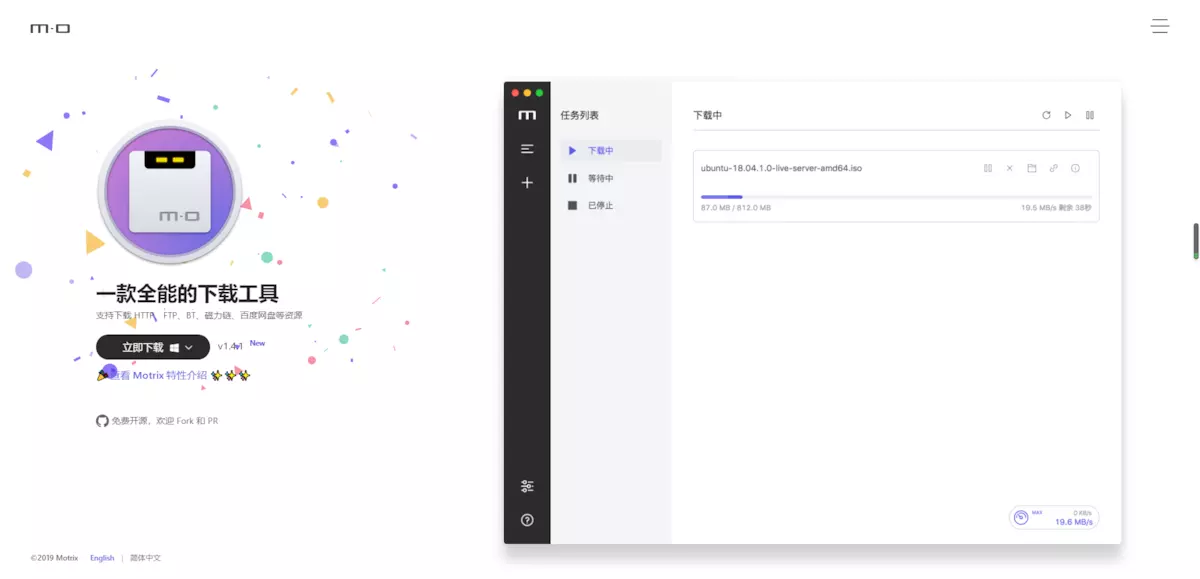 m·o
m·o
一款全能的下载工具
支持下载 HTTP、FTP、BT、磁力链、百度网盘等资源
立即下载
v1.4.1 New
查看 Motrix 特性介绍
免费开源，欢迎 Fork 和 PR
©2019 Motrix English | 简体中文
m
任务列表
下载中
等待中
已停止
下载中
ubuntu-18.04.1.0-live-server-amd64.iso
87.0 MB / 812.0 MB 19.5 MB/s 剩余 38秒
MAX 0 KB/s
19.6 MB/s